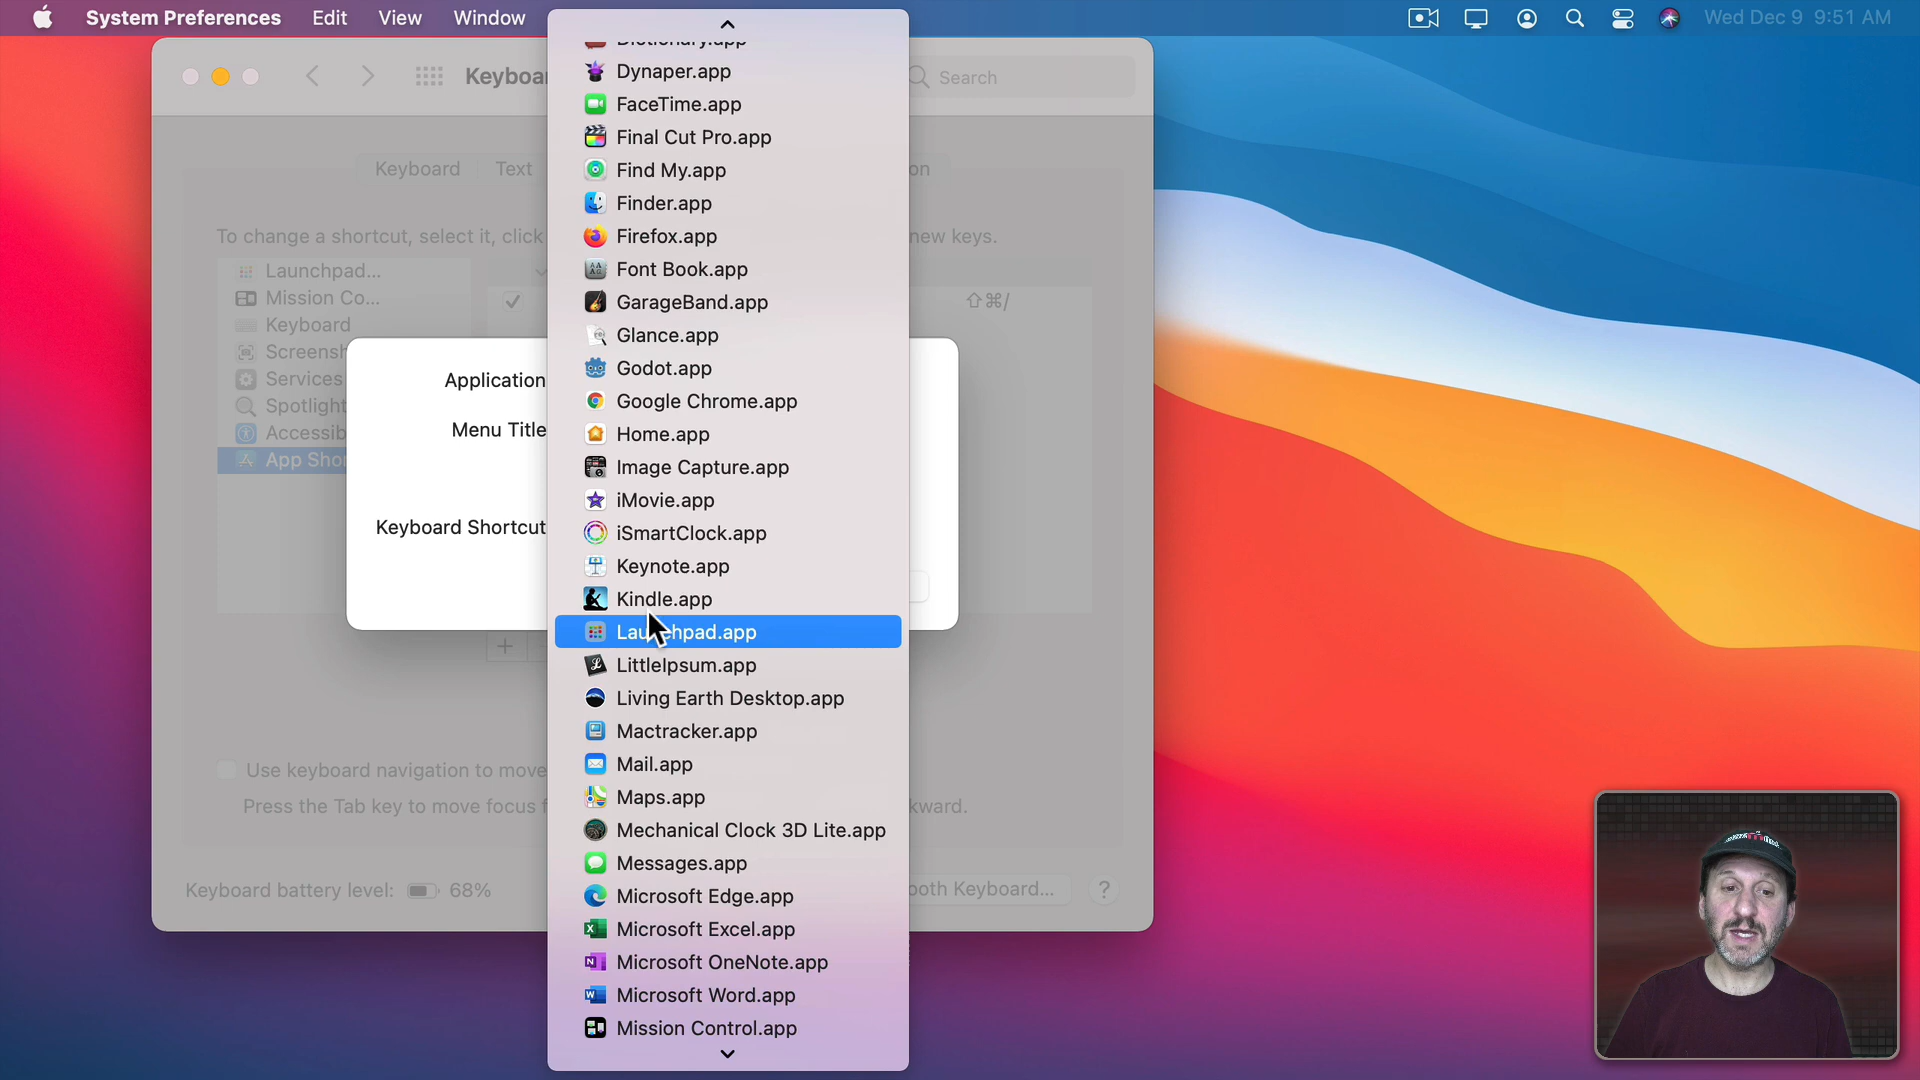 System Preferences Edit View Window
Wed Dec 9 9:51 AM
Search
Keyboard Text
To change a shortcut, select it, click
new keys.
Launchpad...
Mission Co...
Keyboard
Screensh
Services
Spotlight
Accessib
App Sho
⇧⌘/
Application
Menu Title
Keyboard Shortcut
+
Use keyboard navigation to move
Press the Tab key to move focus
Keyboard battery level: 68%
ooth Keyboard...
?
Dictionary.app
Dynaper.app
FaceTime.app
Final Cut Pro.app
Find My.app
Finder.app
Firefox.app
Font Book.app
GarageBand.app
Glance.app
Godot.app
Google Chrome.app
Home.app
Image Capture.app
iMovie.app
iSmartClock.app
Keynote.app
Kindle.app
Launchpad.app
LittleIpsum.app
Living Earth Desktop.app
Mactracker.app
Mail.app
Maps.app
Mechanical Clock 3D Lite.app
Messages.app
Microsoft Edge.app
Microsoft Excel.app
Microsoft OneNote.app
Microsoft Word.app
Mission Control.app